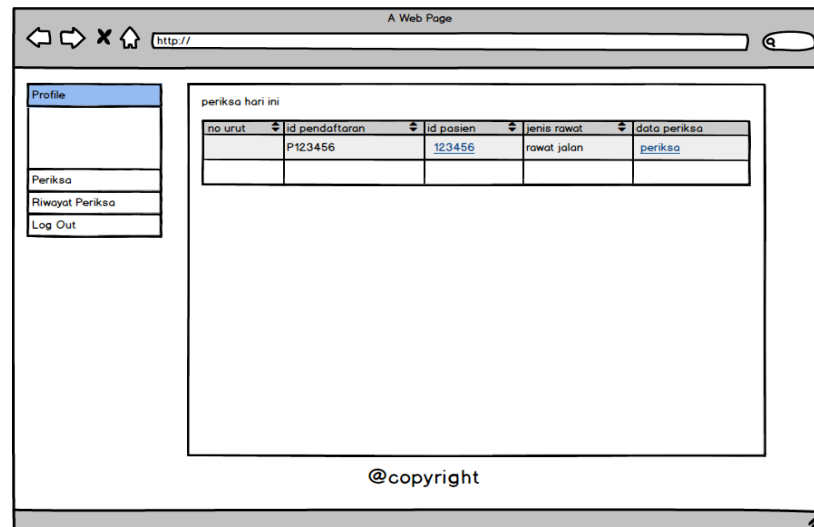 A Web Page
http://
Profile
Periksa
Riwayat Periksa
Log Out
periksa hari ini
no urut id pendaftaran id pasien jenis rawat data periksa
P123456 123456 rawat jalan periksa
@copyright